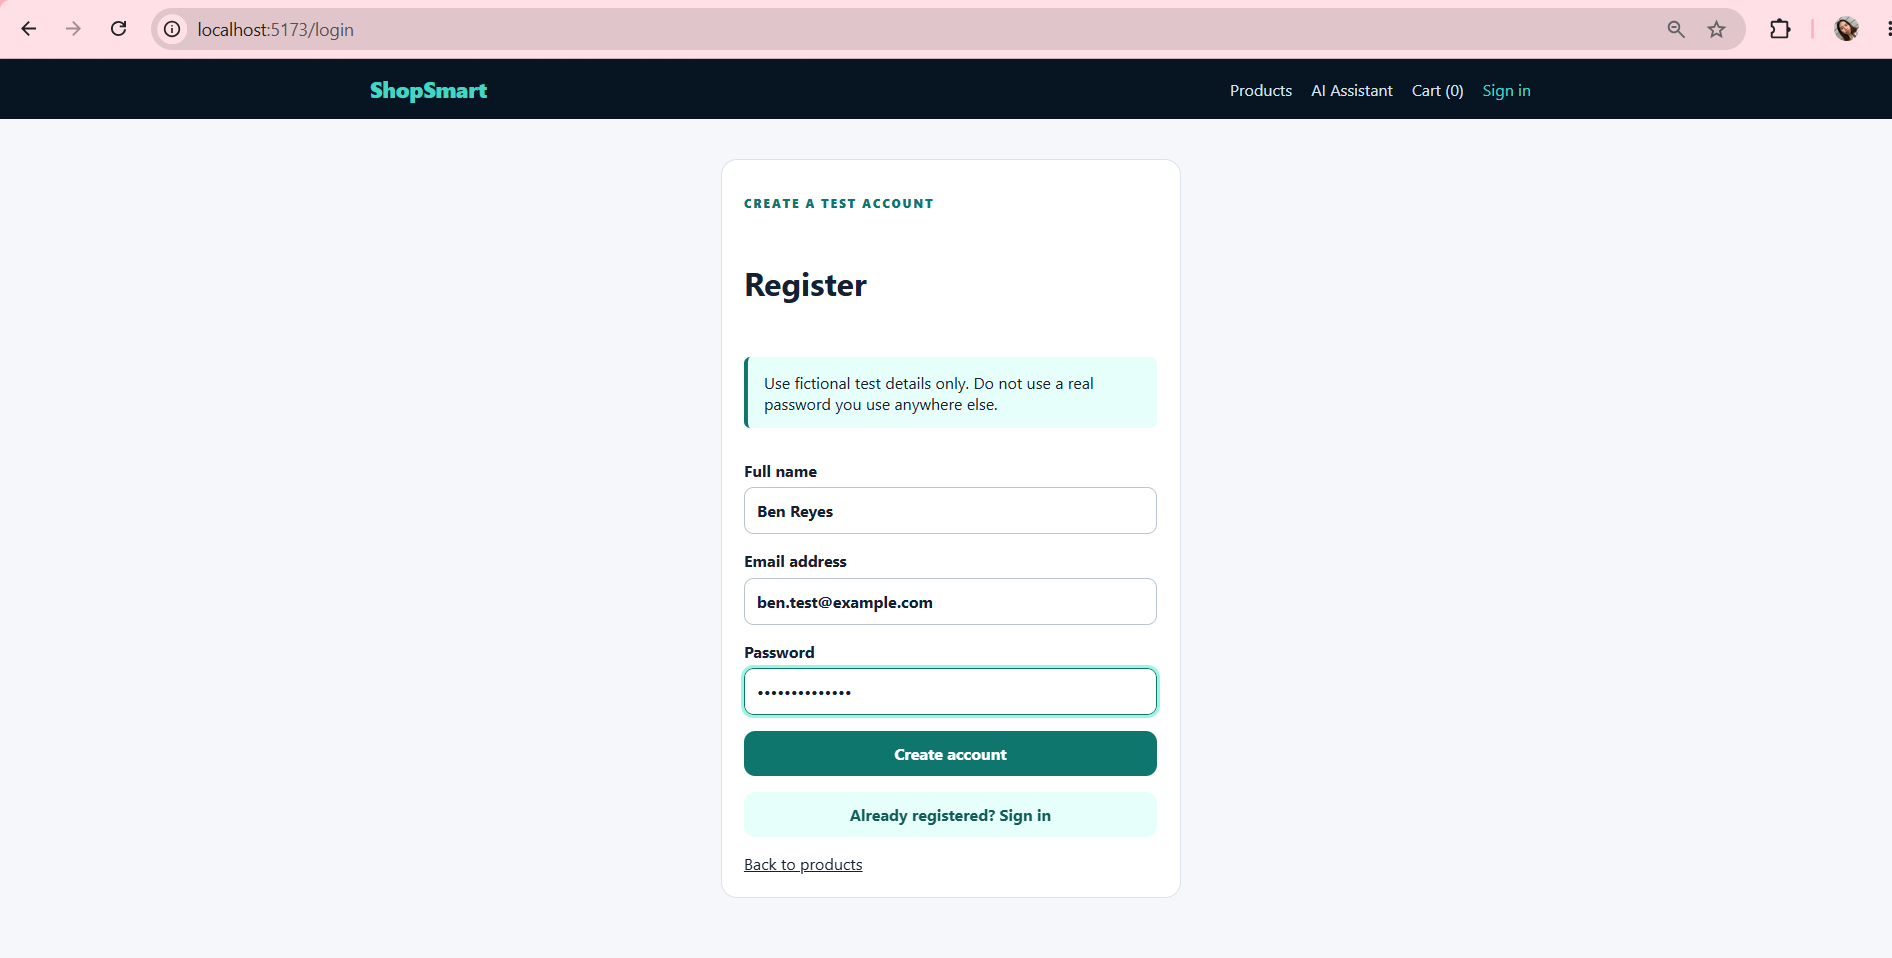 localhost:5173/login
ShopSmart
Products AI Assistant Cart (0) Sign in
CREATE A TEST ACCOUNT
Register
Use fictional test details only. Do not use a real
password you use anywhere else.
Full name
Ben Reyes
Email address
ben.test@example.com
Password
••••••••••••••
Create account
Already registered? Sign in
Back to products